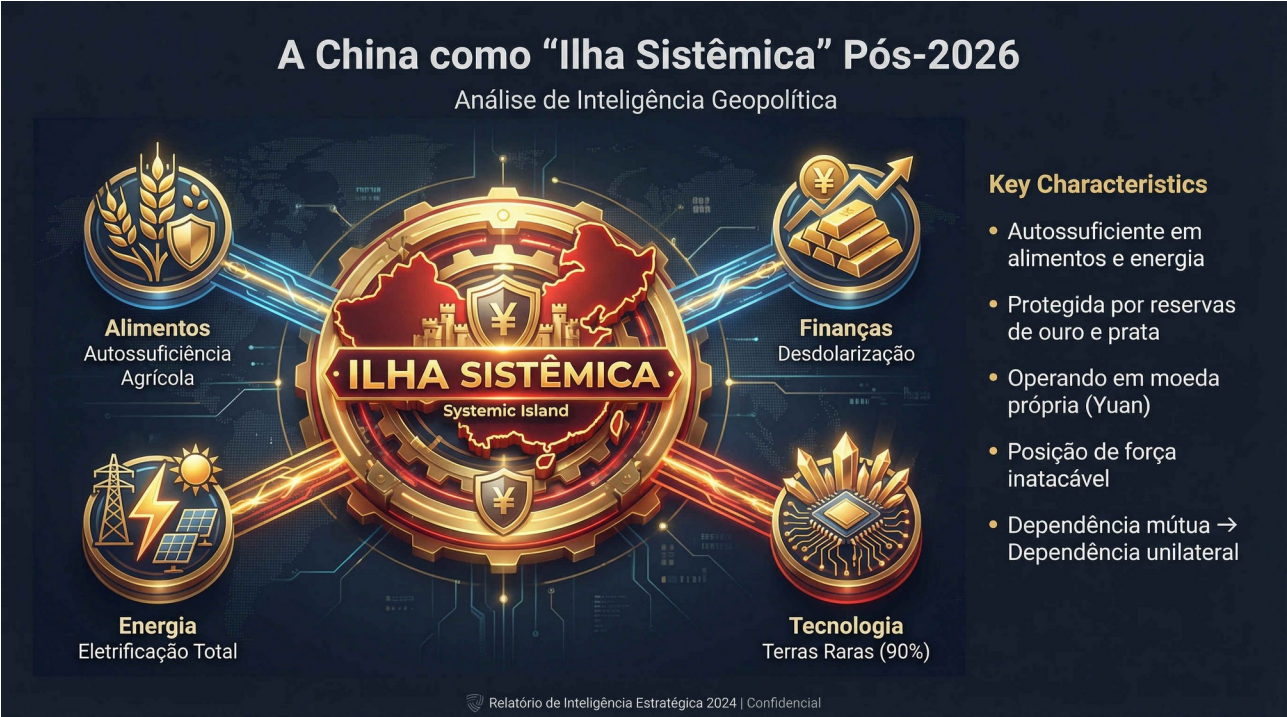 A China como “Ilha Sistêmica” Pós-2026
Análise de Inteligência Geopolítica
Alimentos
Autossuficiência
Agrícola
Energia
Eletrificação Total
¥
ILHA SISTÊMICA
Systemic Island
¥
¥
Finanças
Desdolarização
Tecnologia
Terras Raras (90%)
Key Characteristics
• Autossuficiente em
alimentos e energia
• Protegida por reservas
de ouro e prata
• Operando em moeda
própria (Yuan)
• Posição de força
inatacável
• Dependência mútua →
Dependência unilateral
Relatório de Inteligência Estratégica 2024 | Confidencial